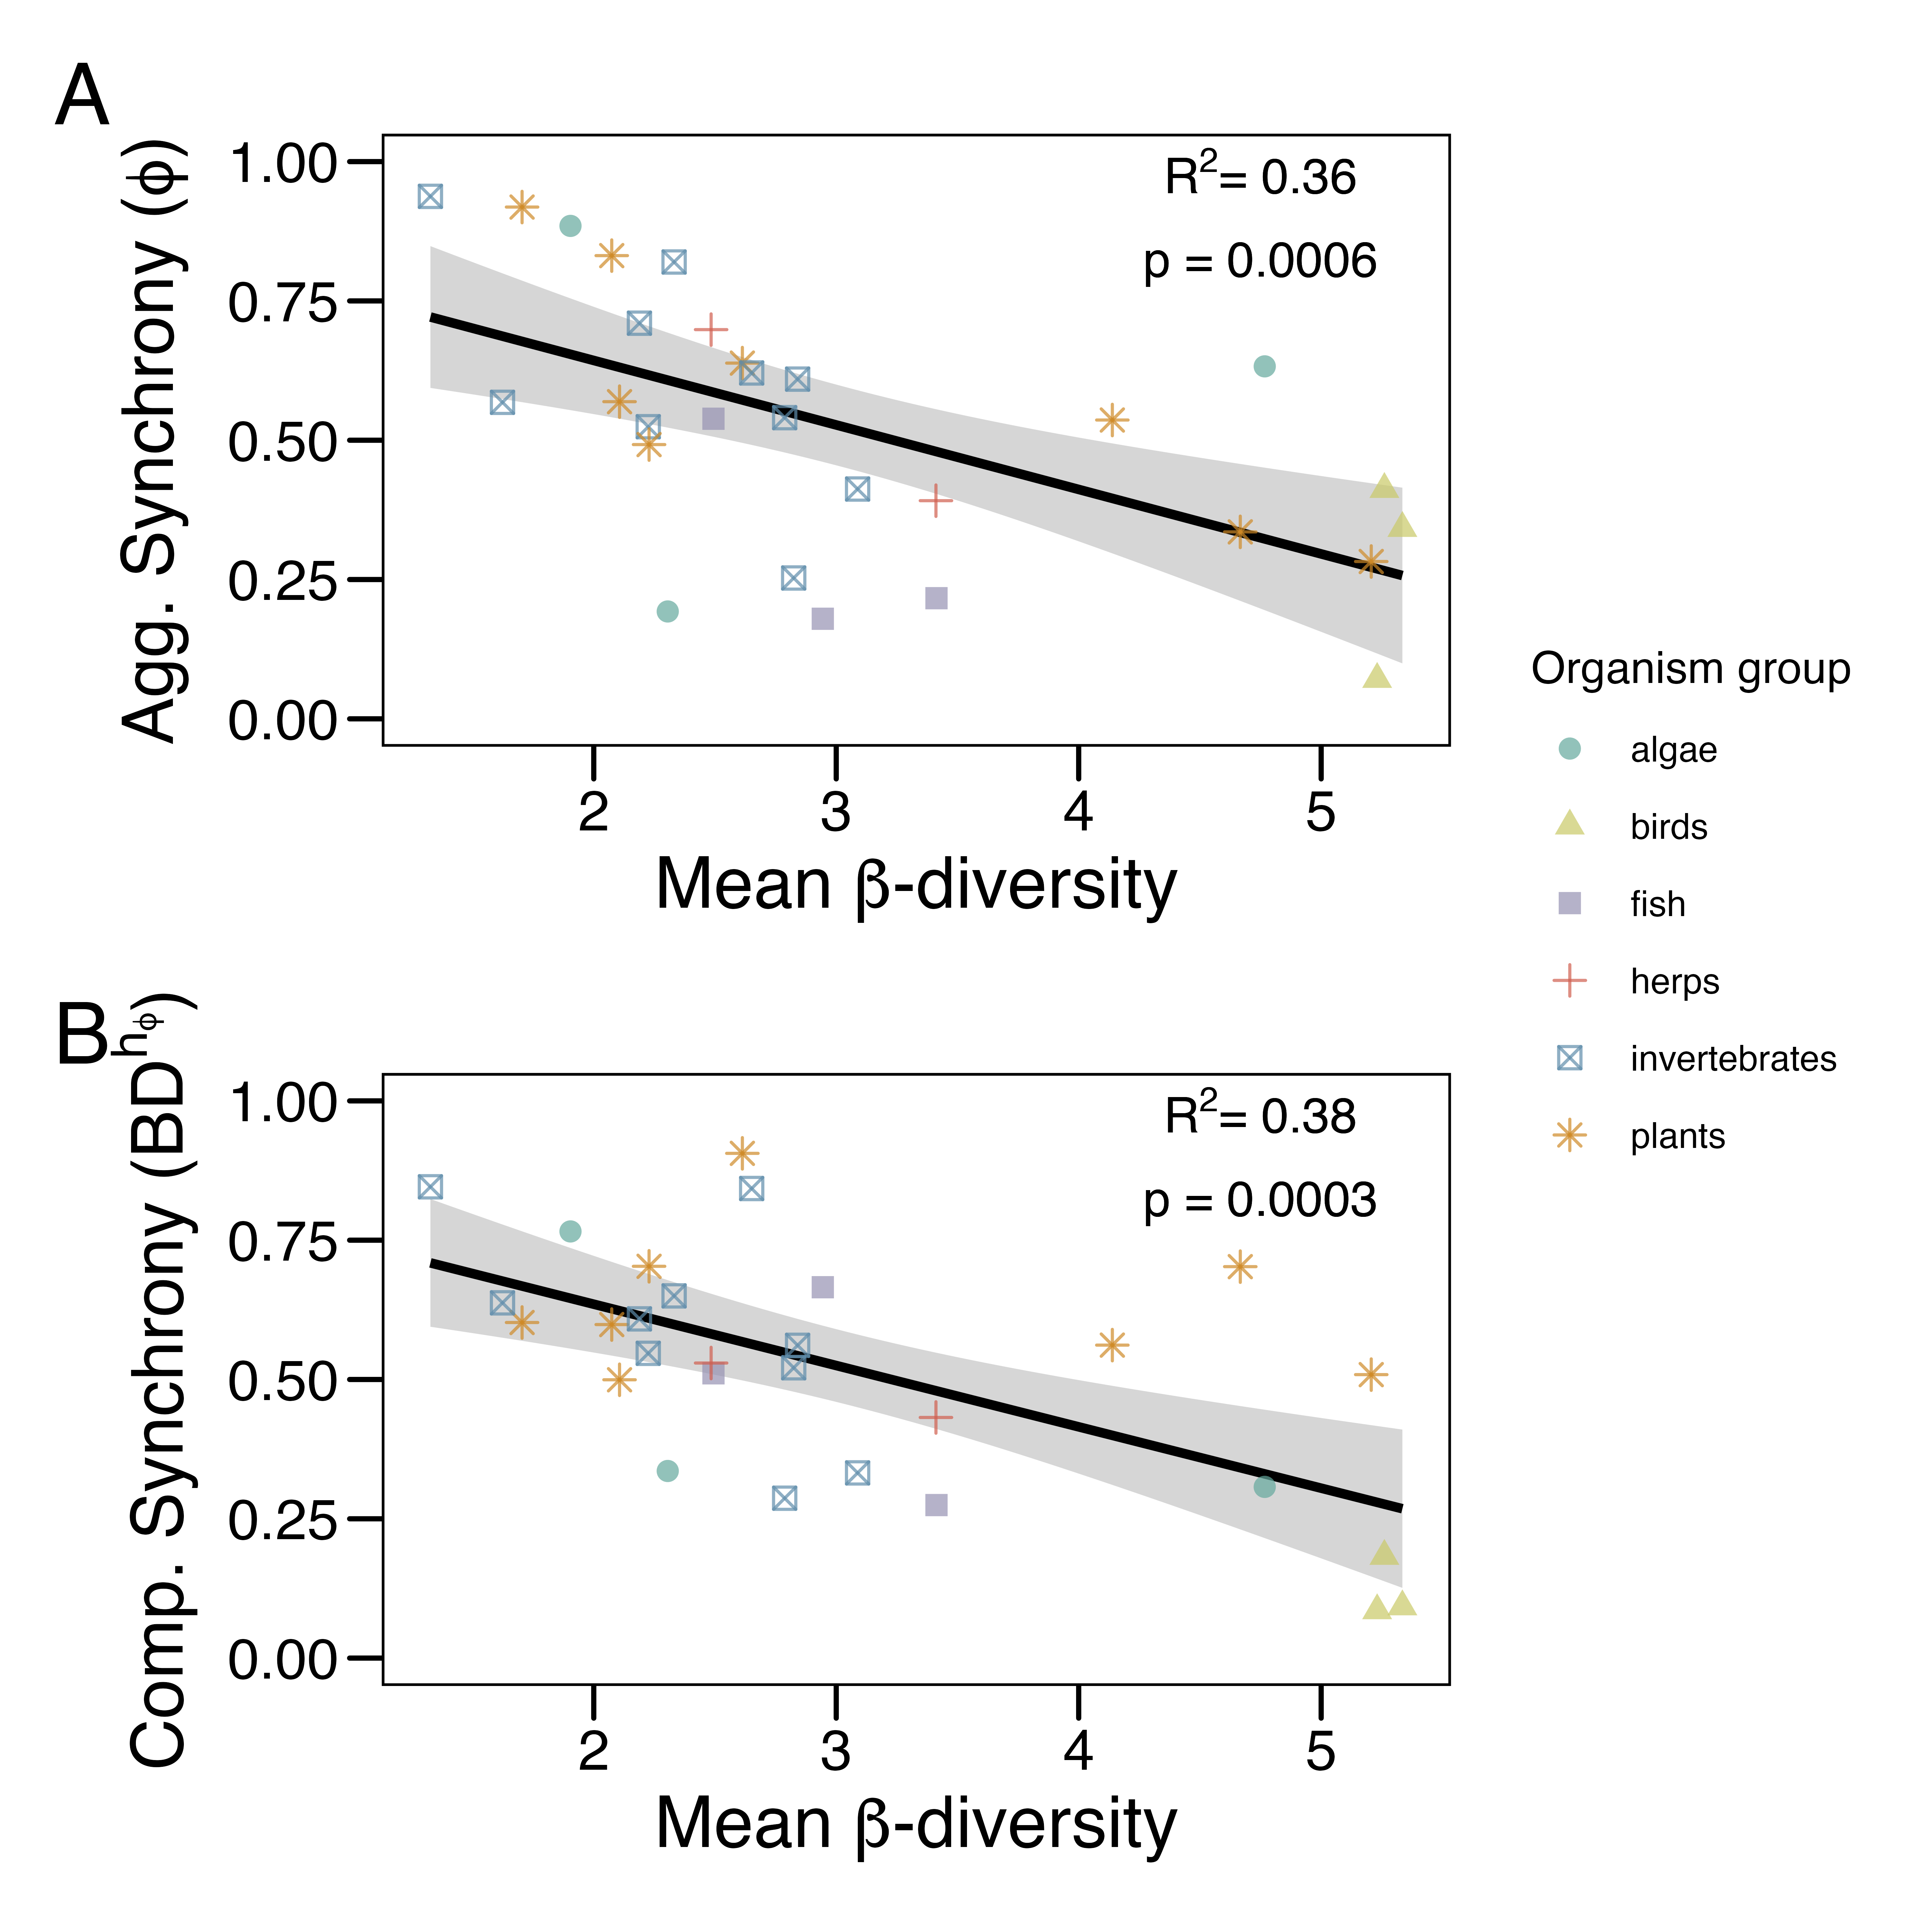 A
Agg. Synchrony (ϕ)
1.00
0.75
0.50
0.25
0.00
R²= 0.36
p = 0.0006
2 3 4 5
Mean β-diversity
B
Comp. Synchrony (BDhϕ)
1.00
0.75
0.50
0.25
0.00
R²= 0.38
p = 0.0003
2 3 4 5
Mean β-diversity
Organism group
algae
birds
fish
herps
invertebrates
plants